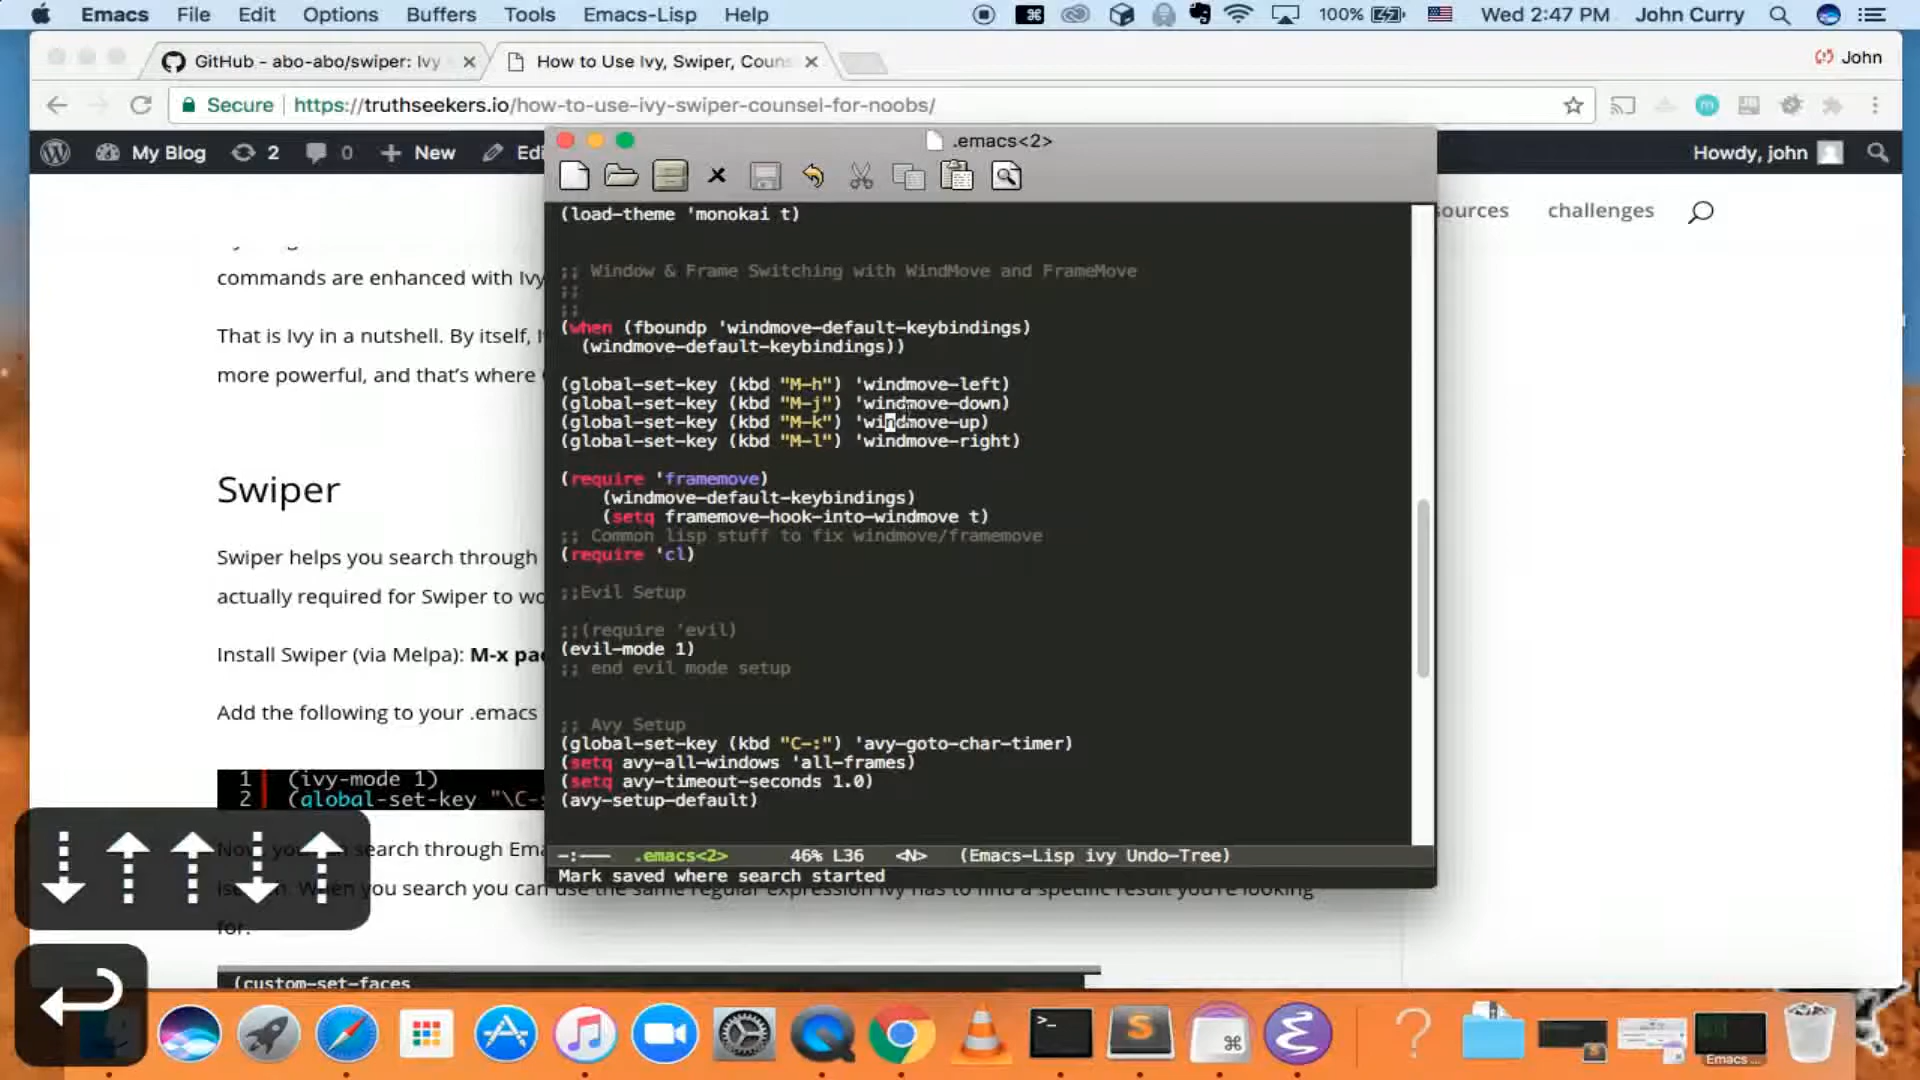 Emacs File Edit Options Buffers Tools Emacs-Lisp Help 100% Wed 2:47 PM John Curry
GitHub - abo-abo/swiper: Ivy
How to Use Ivy, Swiper, Couns
John
Secure https://truthseekers.io/how-to-use-ivy-swiper-counsel-for-noobs/
My Blog 2 0 New Edi
Howdy, john
.emacs<2>
sources challenges
commands are enhanced with Ivy
That is Ivy in a nutshell. By itself, I
more powerful, and that's where
Swiper
Swiper helps you search through
actually required for Swiper to wo
Install Swiper (via Melpa): M-x pac
Add the following to your .emacs
1 (ivy-mode 1)
2 (global-set-key "\C-s
search through Ema
When you search you can use the same regular expression Ivy has to find a specific result you're looking
for.
(custom-set-faces
(load-theme 'monokai t)
;; Window & Frame Switching with WindMove and FrameMove
;;
;;
(when (fboundp 'windmove-default-keybindings)
(windmove-default-keybindings))
(global-set-key (kbd "M-h") 'windmove-left)
(global-set-key (kbd "M-j") 'windmove-down)
(global-set-key (kbd "M-k") 'windmove-up)
(global-set-key (kbd "M-l") 'windmove-right)
(require 'framemove)
(windmove-default-keybindings)
(setq framemove-hook-into-windmove t)
;; Common lisp stuff to fix windmove/framemove
(require 'cl)
;;Evil Setup
;;(require 'evil)
(evil-mode 1)
;; end evil mode setup
;; Avy Setup
(global-set-key (kbd "C-:") 'avy-goto-char-timer)
(setq avy-all-windows 'all-frames)
(setq avy-timeout-seconds 1.0)
(avy-setup-default)
-:--- .emacs<2> 46% L36 <N> (Emacs-Lisp ivy Undo-Tree)
Mark saved where search started
Emacs ...